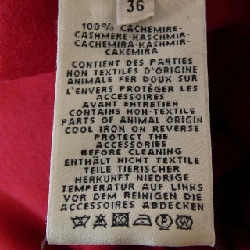 36
100% CACHEMIRE-
CASHMERE-KASCHMIR-
CACHEMIRA-KASHMIR-
CAXEMIRA
CONTIENT DES PARTIES
NON TEXTILES D'ORIGINE
ANIMALE FER DOUX SUR
L'ENVERS PROTÉGER LES
ACCESSOIRES
AVANT ENTRETIEN
CONTAINS NON-TEXTILE
PARTS OF ANIMAL ORIGIN
COOL IRON ON REVERSE
PROTECT THE
ACCESSORIES
BEFORE CLEANING
ENTHÄLT NICHT TEXTILE
TEILE TIERISCHER
HERKUNFT NIEDRIGE
TEMPERATUR AUF LINKS
VOR DEM REINIGEN DIE
ACCESSOIRES ABDECKEN